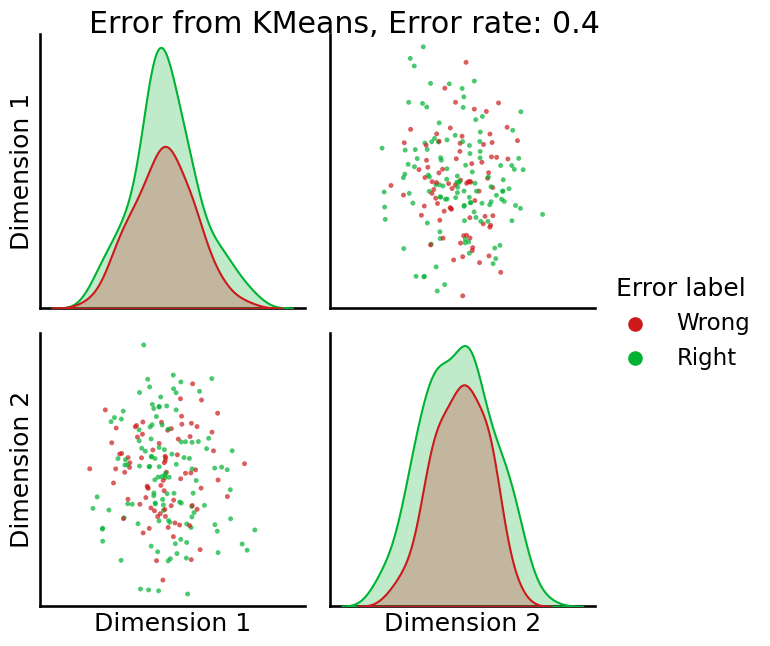 Error from KMeans, Error rate: 0.4
Dimension 1
Dimension 2
Error label
Wrong
Right
Dimension 1
Dimension 2